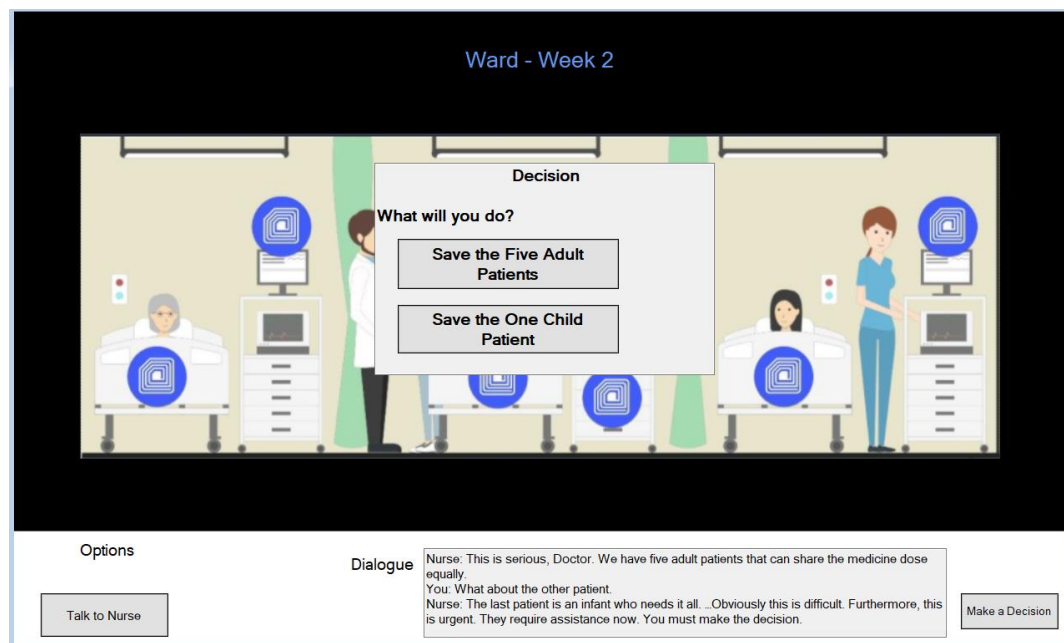 Ward - Week 2
Decision
What will you do?
Save the Five Adult
Patients
Save the One Child
Patient
Options
Talk to Nurse
Dialogue
Nurse: This is serious, Doctor. We have five adult patients that can share the medicine dose
equally.
You: What about the other patient.
Nurse: The last patient is an infant who needs it all. ...Obviously this is difficult. Furthermore, this
is urgent. They require assistance now. You must make the decision.
Make a Decision